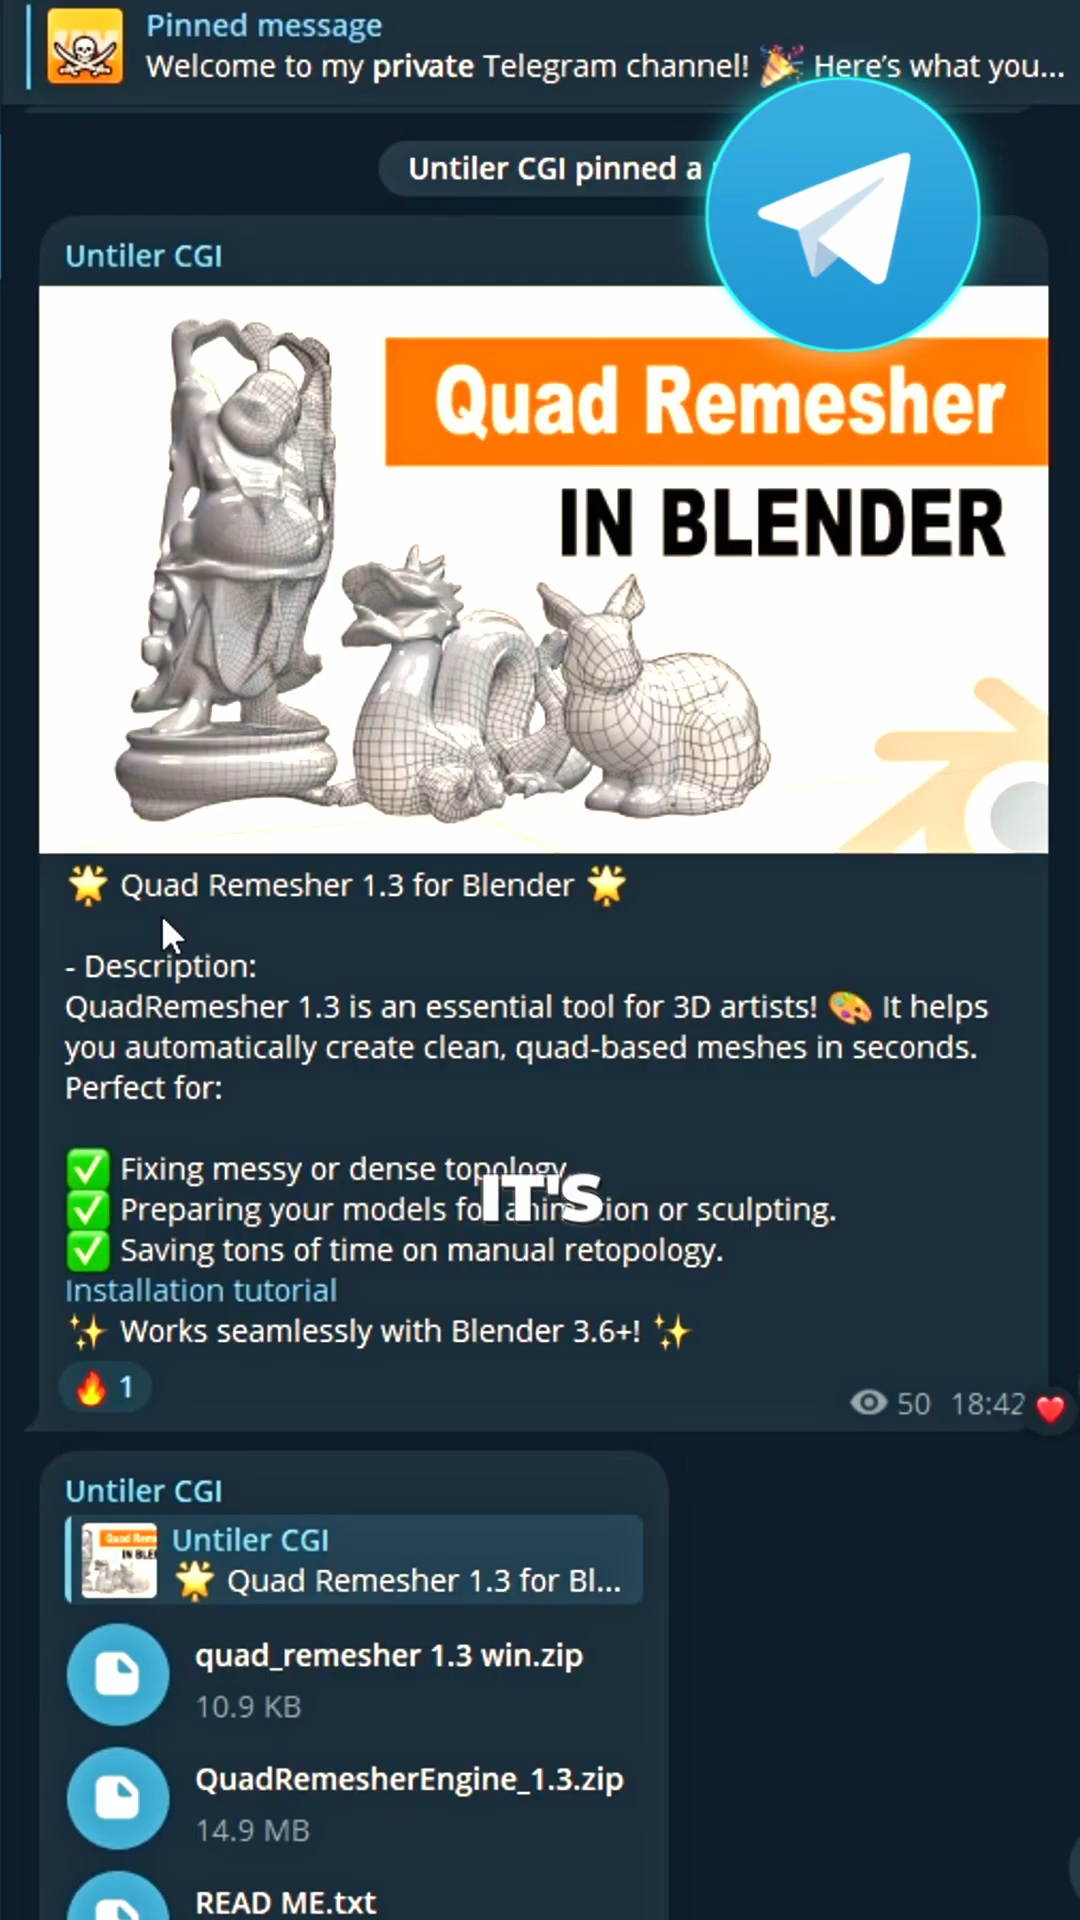 Pinned message
Welcome to my private Telegram channel! 🎉 Here's what you...
Untiler CGI pinned a
Untiler CGI
Quad Remesher
IN BLENDER
🌟 Quad Remesher 1.3 for Blender 🌟
- Description:
QuadRemesher 1.3 is an essential tool for 3D artists! 🎨 It helps
you automatically create clean, quad-based meshes in seconds.
Perfect for:
✅ Fixing messy or dense topology.
IT'S
✅ Preparing your models for animation or sculpting.
✅ Saving tons of time on manual retopology.
Installation tutorial
✨ Works seamlessly with Blender 3.6+! ✨
🔥 1
50 18:42
Untiler CGI
Untiler CGI
🌟 Quad Remesher 1.3 for Bl...
quad_remesher 1.3 win.zip
10.9 KB
QuadRemesherEngine_1.3.zip
14.9 MB
READ ME.txt